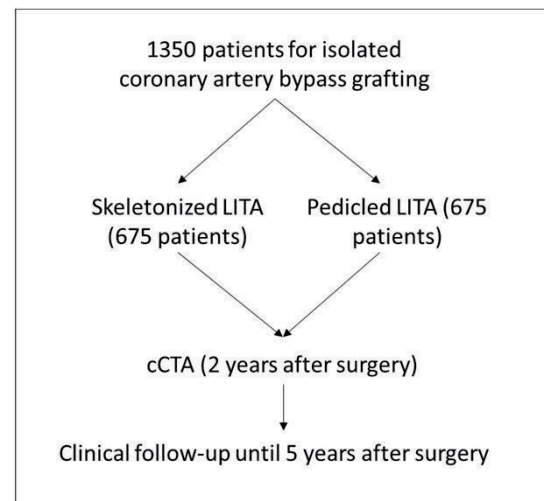 1350 patients for isolated
coronary artery bypass grafting
Skeletonized LITA
(675 patients)
Pedicled LITA (675
patients)
cCTA (2 years after surgery)
Clinical follow-up until 5 years after surgery